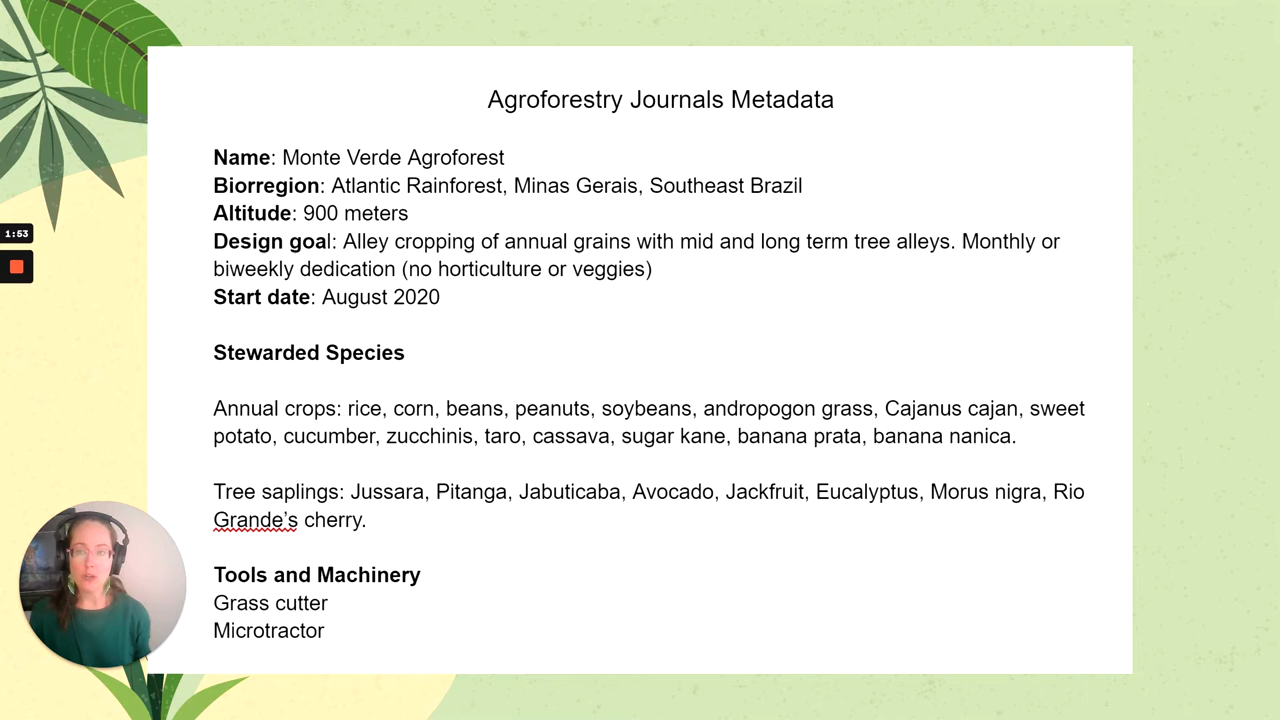 Agroforestry Journals Metadata
Name: Monte Verde Agroforest
Biorregion: Atlantic Rainforest, Minas Gerais, Southeast Brazil
Altitude: 900 meters
Design goal: Alley cropping of annual grains with mid and long term tree alleys. Monthly or
biweekly dedication (no horticulture or veggies)
Start date: August 2020
1:53
Stewarded Species
Annual crops: rice, corn, beans, peanuts, soybeans, andropogon grass, Cajanus cajan, sweet
potato, cucumber, zucchinis, taro, cassava, sugar kane, banana prata, banana nanica.
Tree saplings: Jussara, Pitanga, Jabuticaba, Avocado, Jackfruit, Eucalyptus, Morus nigra, Rio
Grande's cherry.
Tools and Machinery
Grass cutter
Microtractor